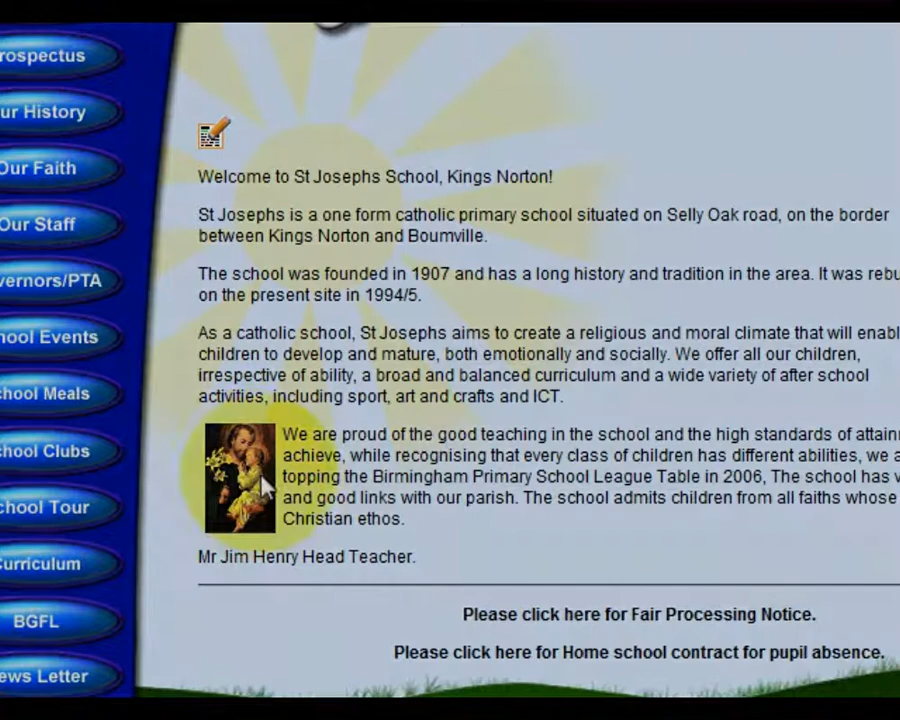 rospectus
ur History
Our Faith
Our Staff
vernors/PTA
hool Events
chool Meals
chool Clubs
chool Tour
urriculum
BGFL
ews Letter
Welcome to St Josephs School, Kings Norton!
St Josephs is a one form catholic primary school situated on Selly Oak road, on the border
between Kings Norton and Bournville.
The school was founded in 1907 and has a long history and tradition in the area. It was rebu
on the present site in 1994/5.
As a catholic school, St Josephs aims to create a religious and moral climate that will enabl
children to develop and mature, both emotionally and socially. We offer all our children,
irrespective of ability, a broad and balanced curriculum and a wide variety of after school
activities, including sport, art and crafts and ICT.
We are proud of the good teaching in the school and the high standards of attain
achieve, while recognising that every class of children has different abilities, we a
topping the Birmingham Primary School League Table in 2006, The school has v
and good links with our parish. The school admits children from all faiths whose
Christian ethos.
Mr Jim Henry Head Teacher.
Please click here for Fair Processing Notice.
Please click here for Home school contract for pupil absence.